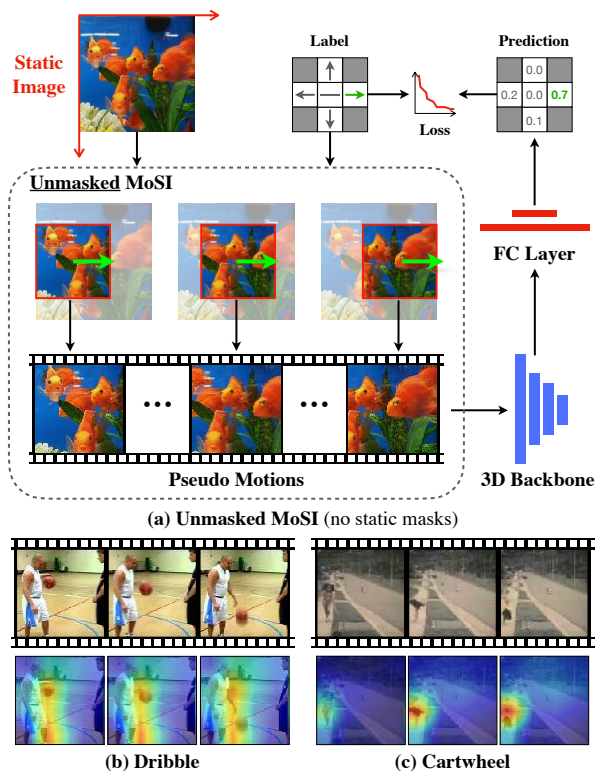 Static
Image
Label
Prediction
0.0
0.2 0.0 0.7
0.1
Loss
Unmasked MoSI
FC Layer
•••
•••
Pseudo Motions
3D Backbone
(a) Unmasked MoSI (no static masks)
(b) Dribble
(c) Cartwheel